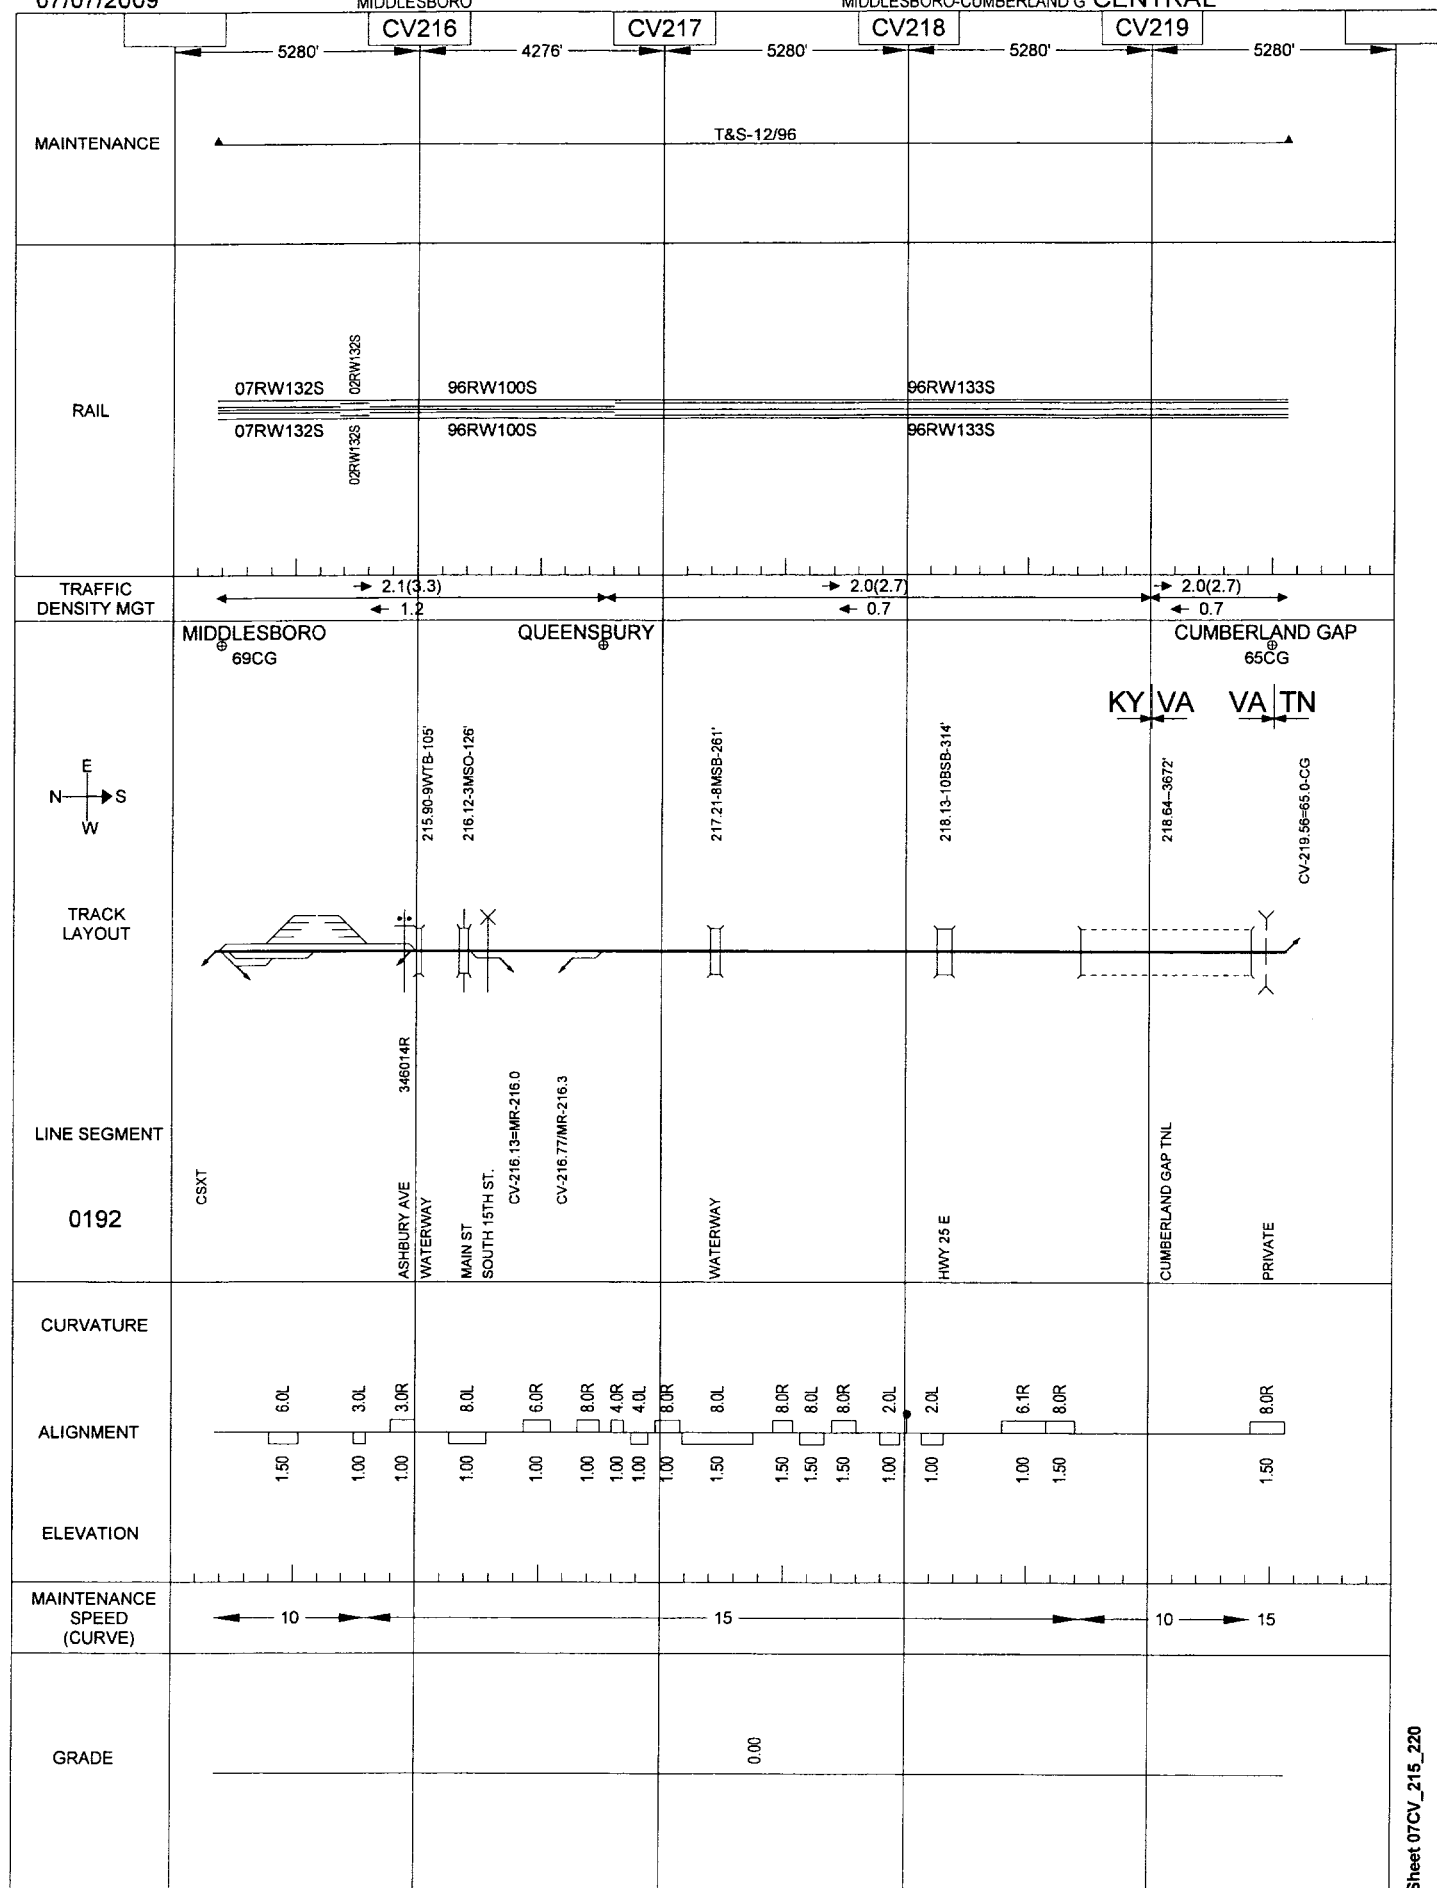 07/07/2009 MIDDLESBORO MIDDLESBORO-CUMBERLAND G CENTRAL
CV216 CV217 CV218 CV219
5280' 4276' 5280' 5280' 5280'
MAINTENANCE
T&S-12/96
RAIL
07RW132S 02RW132S 96RW100S 96RW133S
07RW132S 02RW132S 96RW100S 96RW133S
TRAFFIC
DENSITY MGT
2.1(3.3) 2.0(2.7) 2.0(2.7)
1.2 0.7 0.7
MIDDLESBORO QUEENSBURY CUMBERLAND GAP
69CG 65CG
KY VA VA TN
E
N S
W
215.90-9WTB-105'
216.12-3MSO-126'
217.21-8MSB-261'
218.13-10BSB-314'
218.64--3672'
CV-219.56=65.0-CG
TRACK
LAYOUT
LINE SEGMENT
0192
CSXT
346014R
ASHBURY AVE
WATERWAY
MAIN ST
SOUTH 15TH ST.
CV-216.13=MR-216.0
CV-216.77/MR-216.3
WATERWAY
HWY 25 E
CUMBERLAND GAP TNL
PRIVATE
CURVATURE
6.0L 3.0L 3.0R 8.0L 6.0R 8.0R 4.0R 4.0L 8.0R 8.0L 8.0R 8.0L 8.0R 2.0L 2.0L 6.1R 8.0R 8.0R
ALIGNMENT
1.50 1.00 1.00 1.00 1.00 1.00 1.00 1.00 1.00 1.50 1.50 1.50 1.50 1.00 1.00 1.00 1.50 1.50
ELEVATION
MAINTENANCE
SPEED
(CURVE)
10 15 10 15
GRADE
0.00
Sheet 07CV_215_220